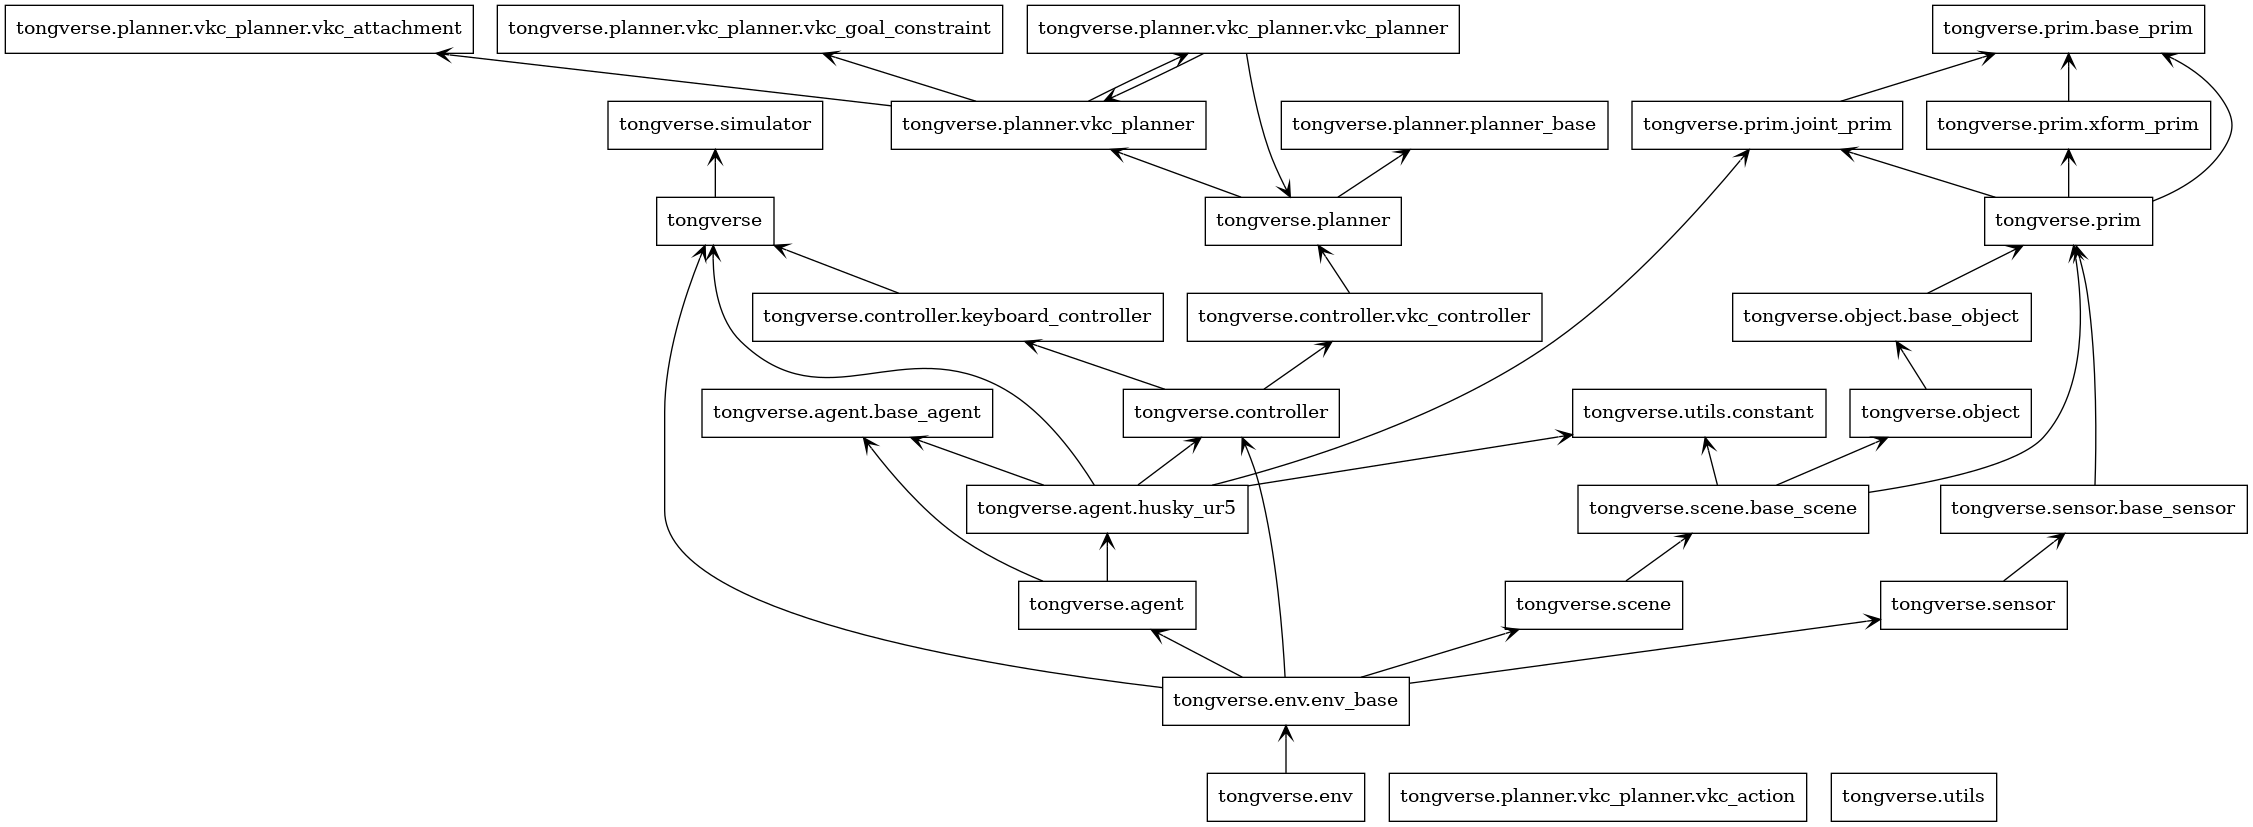 tongverse.planner.vkc_planner.vkc_attachment
tongverse.planner.vkc_planner.vkc_goal_constraint
tongverse.planner.vkc_planner.vkc_planner
tongverse.prim.base_prim
tongverse.simulator
tongverse.planner.vkc_planner
tongverse.planner.planner_base
tongverse.prim.joint_prim
tongverse.prim.xform_prim
tongverse
tongverse.planner
tongverse.prim
tongverse.controller.keyboard_controller
tongverse.controller.vkc_controller
tongverse.object.base_object
tongverse.agent.base_agent
tongverse.controller
tongverse.utils.constant
tongverse.object
tongverse.agent.husky_ur5
tongverse.scene.base_scene
tongverse.sensor.base_sensor
tongverse.agent
tongverse.scene
tongverse.sensor
tongverse.env.env_base
tongverse.env
tongverse.planner.vkc_planner.vkc_action
tongverse.utils